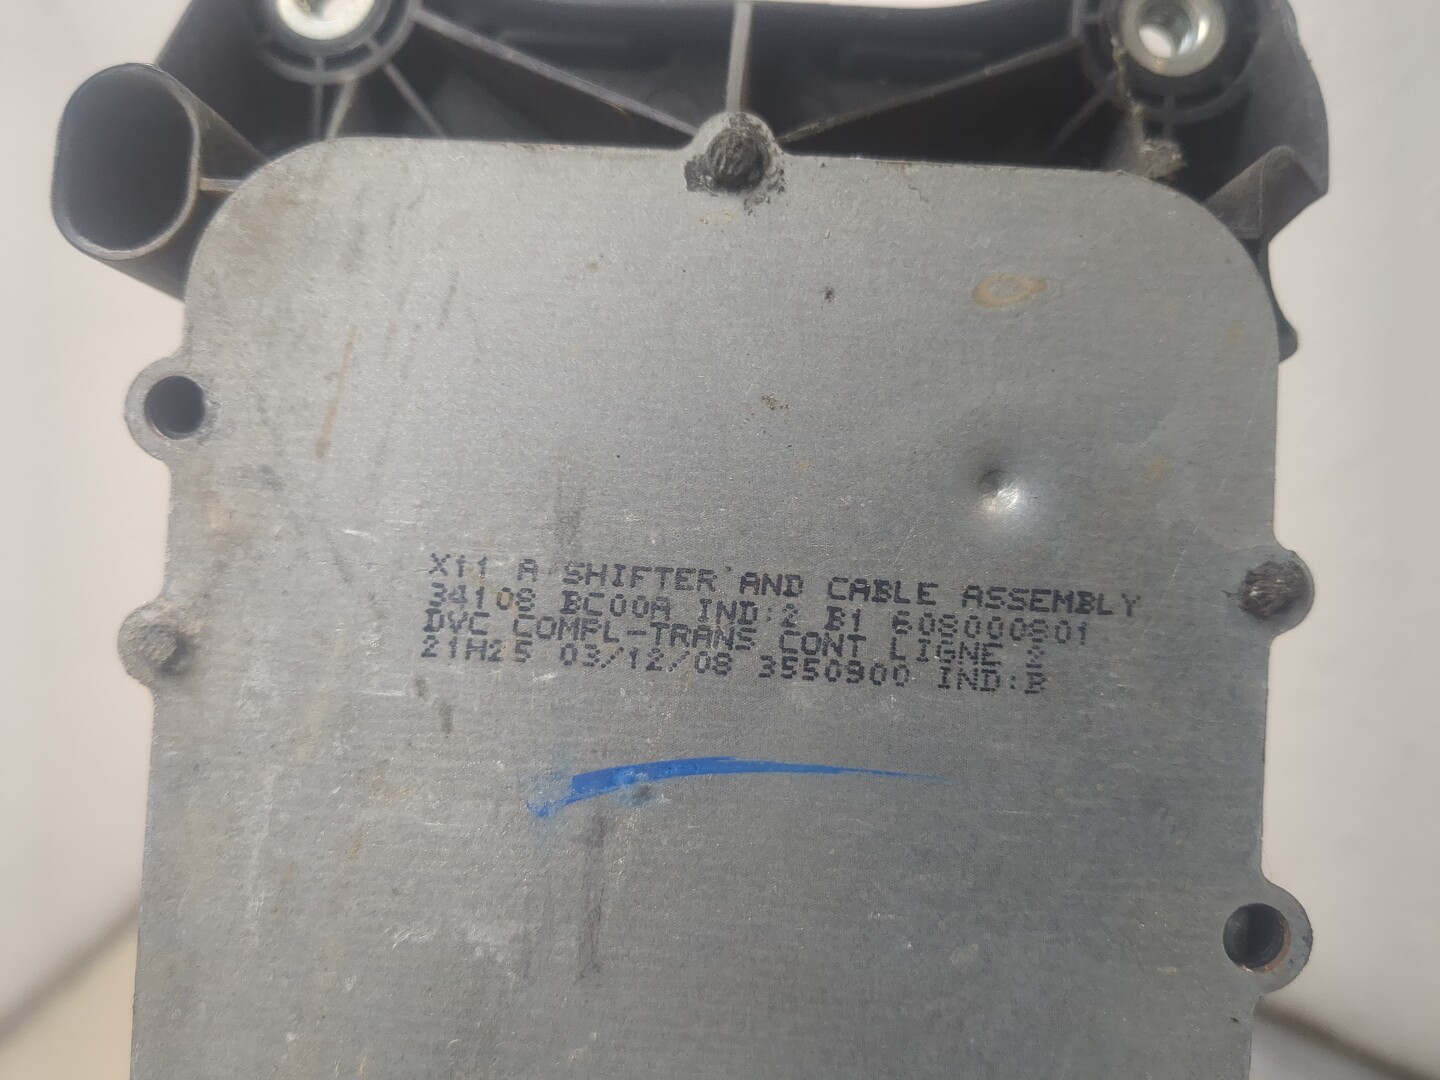 X11 A SHIFTER AND CABLE ASSEMBLY
34108 BC00A IND:2 B1 608000801
DVC COMPL-TRANS CONT LIGNE 2
21H25 03/12/08 3550900 IND:B